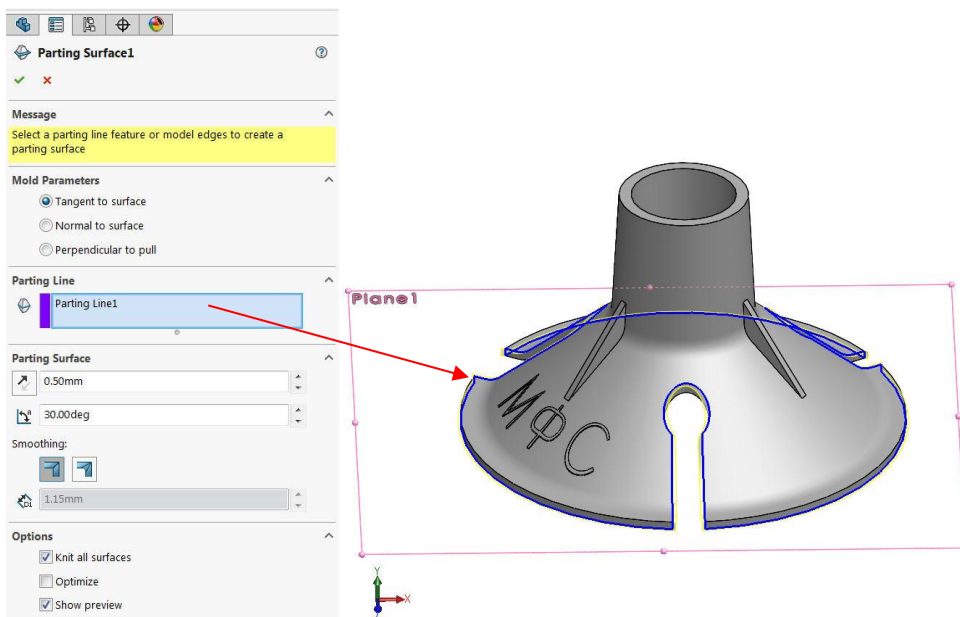 Parting Surface1
Message
Select a parting line feature or model edges to create a
parting surface
Mold Parameters
Tangent to surface
Normal to surface
Perpendicular to pull
Parting Line
Parting Line1
Parting Surface
0.50mm
30.00deg
Smoothing:
1.15mm
Options
Knit all surfaces
Optimize
Show preview
Plane1
МФС
Y
X